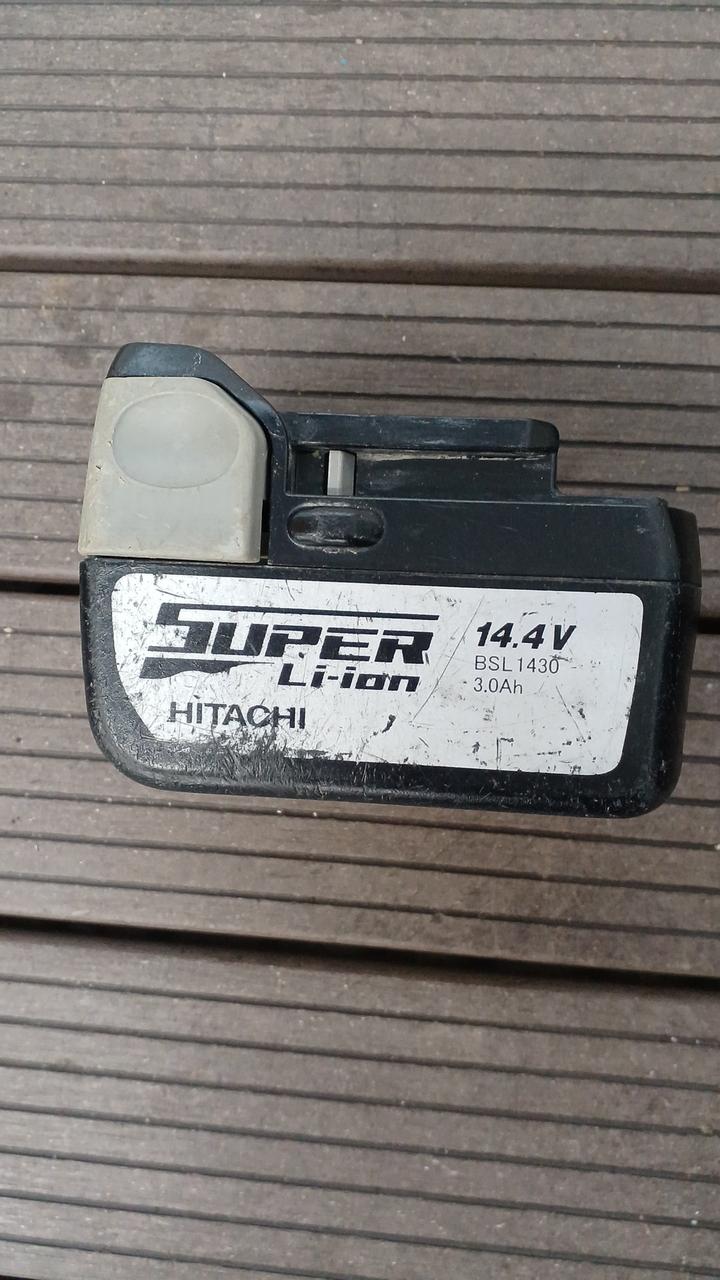 SUPER
Li-ion
HITACHI
14.4V
BSL1430
3.0Ah